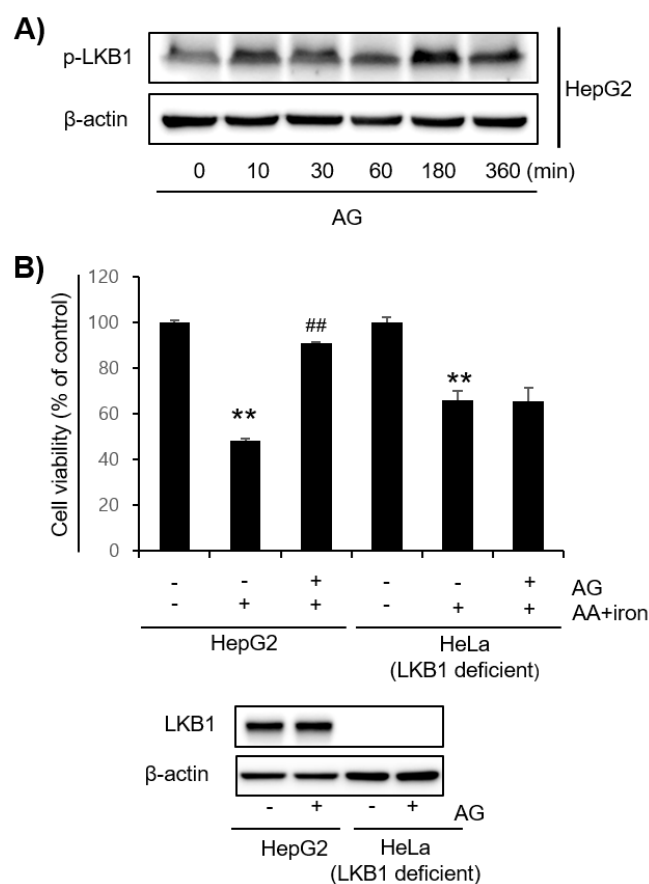 A)
p-LKB1
β-actin
HepG2
0 10 30 60 180 360 (min)
AG
B)
Cell viability (% of control)
120
100
80
60
40
20
0
**
##
**
- - + - - + AG
- + + - + + AA+iron
HepG2 HeLa
(LKB1 deficient)
LKB1
β-actin
- + - + AG
HepG2 HeLa
(LKB1 deficient)